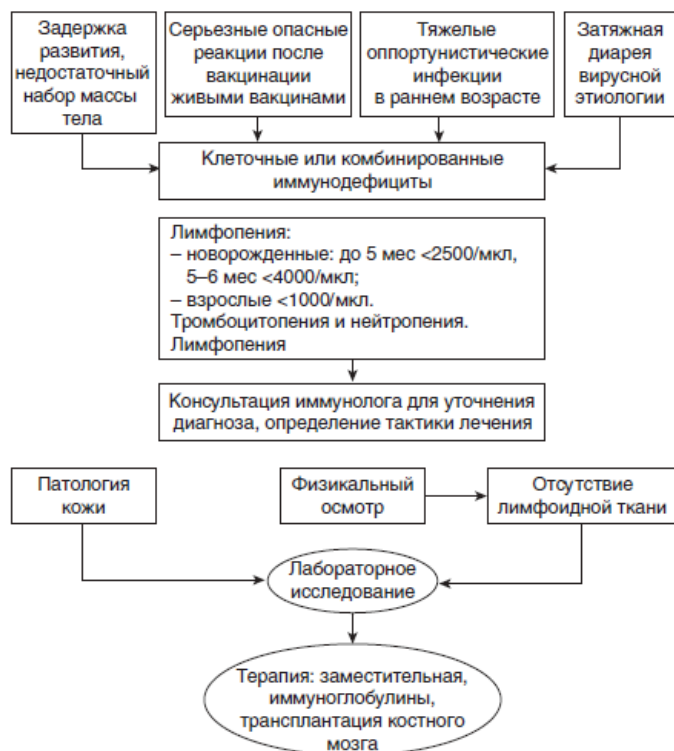 Задержка
развития,
недостаточный
набор массы
тела
Серьезные опасные
реакции после
вакцинации
живыми вакцинами
Тяжелые
оппортунистические
инфекции
в раннем возрасте
Затяжная
диарея
вирусной
этиологии
Клеточные или комбинированные
иммунодефициты
Лимфопения:
– новорожденные: до 5 мес <2500/мкл,
5–6 мес <4000/мкл;
– взрослые <1000/мкл.
Тромбоцитопения и нейтропения.
Лимфопения
Консультация иммунолога для уточнения
диагноза, определение тактики лечения
Патология
кожи
Физикальный
осмотр
Отсутствие
лимфоидной ткани
Лабораторное
исследование
Терапия: заместительная,
иммуноглобулины,
трансплантация костного
мозга